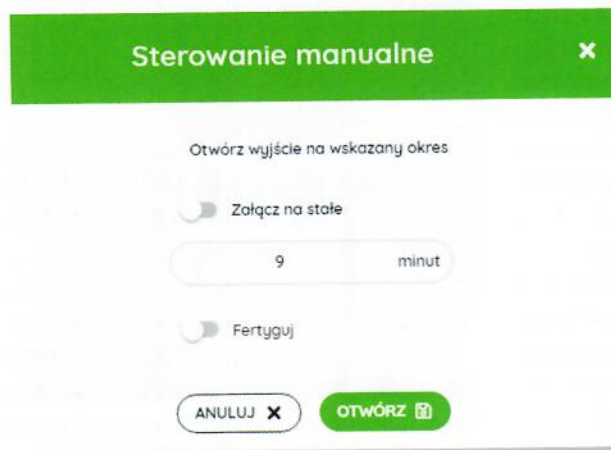 Sterowanie manualne
Otwórz wyjście na wskazany okres
Załącz na stałe
9 minut
Fertyguj
ANULUJ
OTWÓRZ